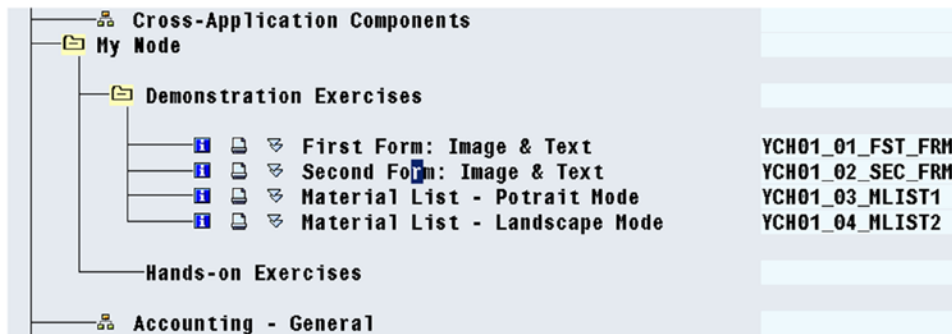 Cross-Application Components
My Node
Demonstration Exercises
First Form: Image & Text YCH01_01_FST_FRM
Second Form: Image & Text YCH01_02_SEC_FRM
Material List - Potrait Mode YCH01_03_MLIST1
Material List - Landscape Mode YCH01_04_MLIST2
Hands-on Exercises
Accounting - General